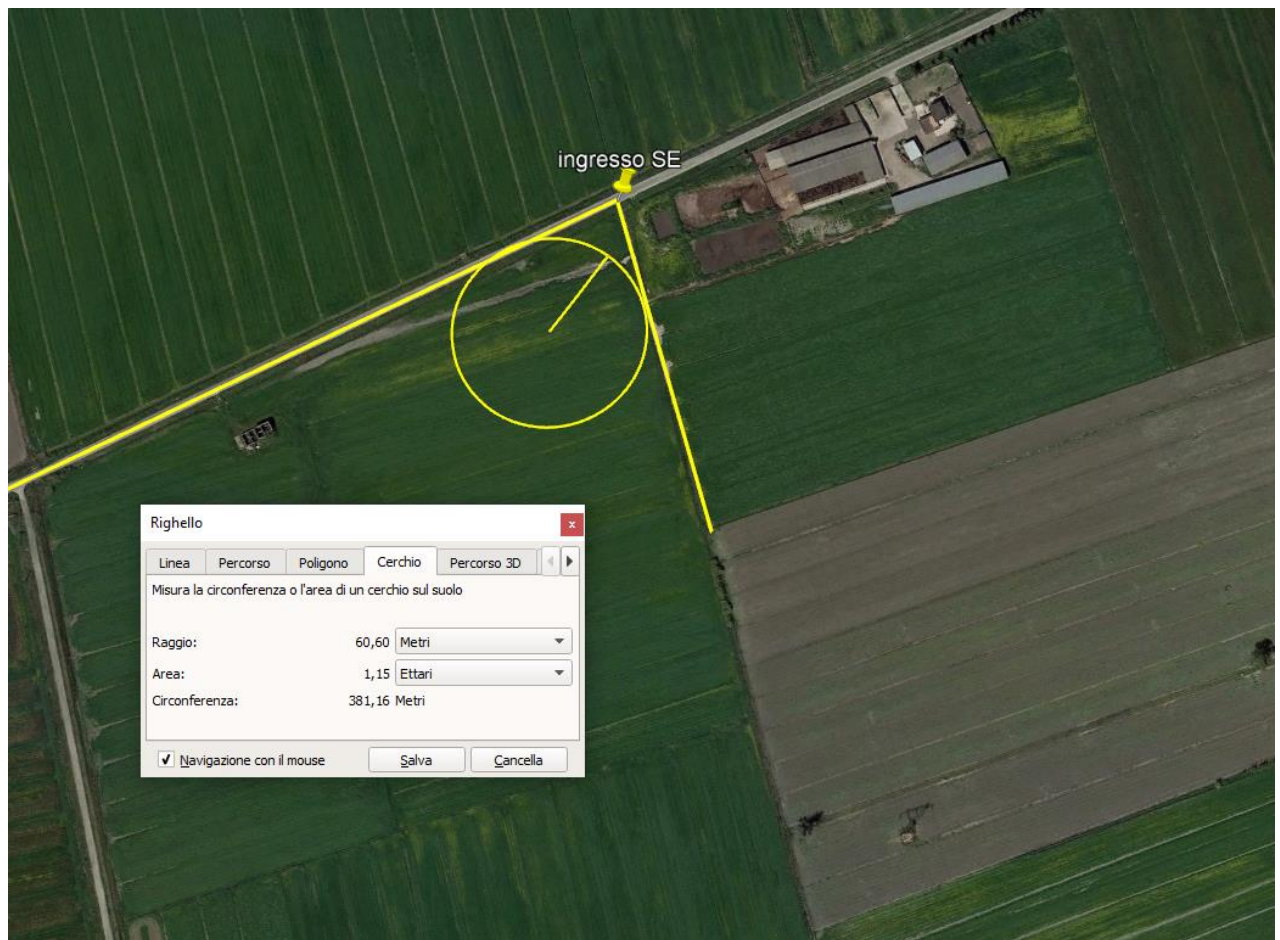 ingresso SE
Righello
x
Linea Percorso Poligono Cerchio Percorso 3D
Misura la circonferenza o l'area di un cerchio sul suolo
Raggio: 60,60 Metri
Area: 1,15 Ettari
Circonferenza: 381,16 Metri
Navigazione con il mouse Salva Cancella